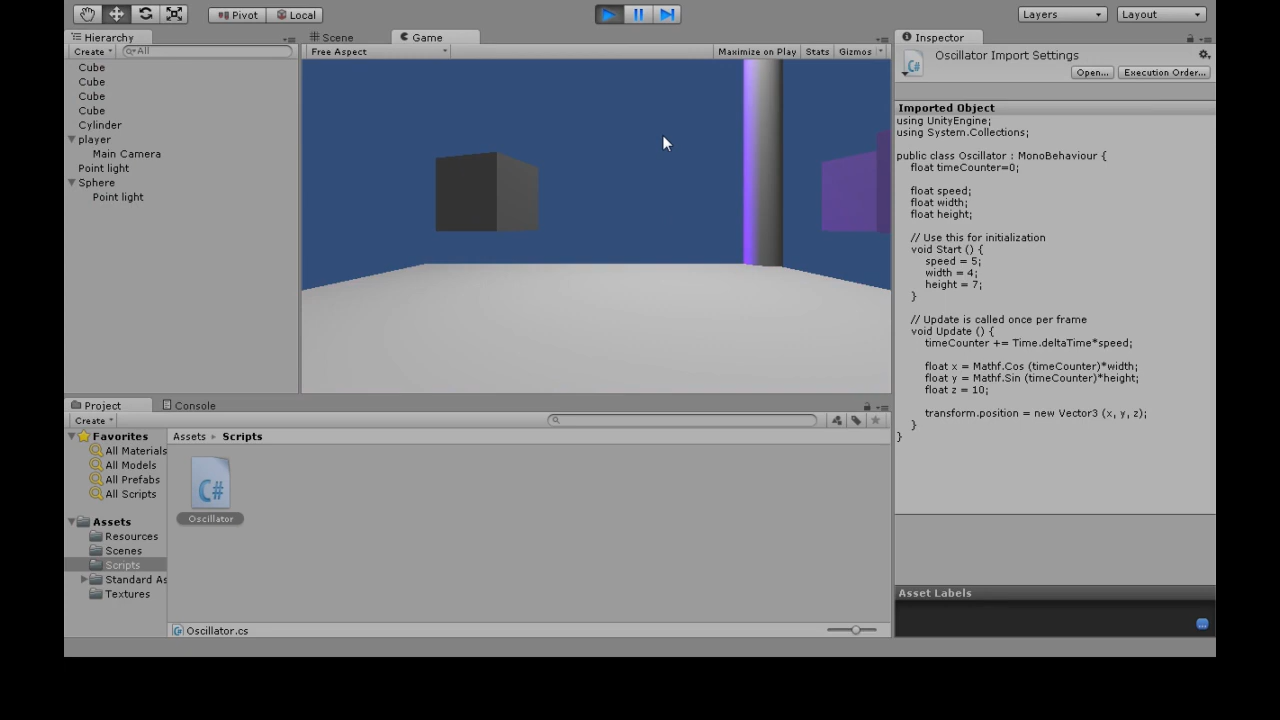 Pivot Local Layers Layout
Hierarchy
Create All
Cube
Cube
Cube
Cube
Cylinder
player
Main Camera
Point light
Sphere
Point light
Scene Game
Free Aspect Maximize on Play Stats Gizmos
Inspector
Oscillator Import Settings
C#
Open... Execution Order...
Imported Object
using UnityEngine;
using System.Collections;
public class Oscillator : MonoBehaviour {
float timeCounter=0;
float speed;
float width;
float height;
// Use this for initialization
void Start () {
speed = 5;
width = 4;
height = 7;
}
// Update is called once per frame
void Update () {
timeCounter += Time.deltaTime*speed;
float x = Mathf.Cos (timeCounter)*width;
float y = Mathf.Sin (timeCounter)*height;
float z = 10;
transform.position = new Vector3 (x, y, z);
}
}
Project Console
Create
Favorites
All Materials
All Models
All Prefabs
All Scripts
Assets
Resources
Scenes
Scripts
Standard As
Textures
Assets Scripts
C#
Oscillator
Oscillator.cs
Asset Labels